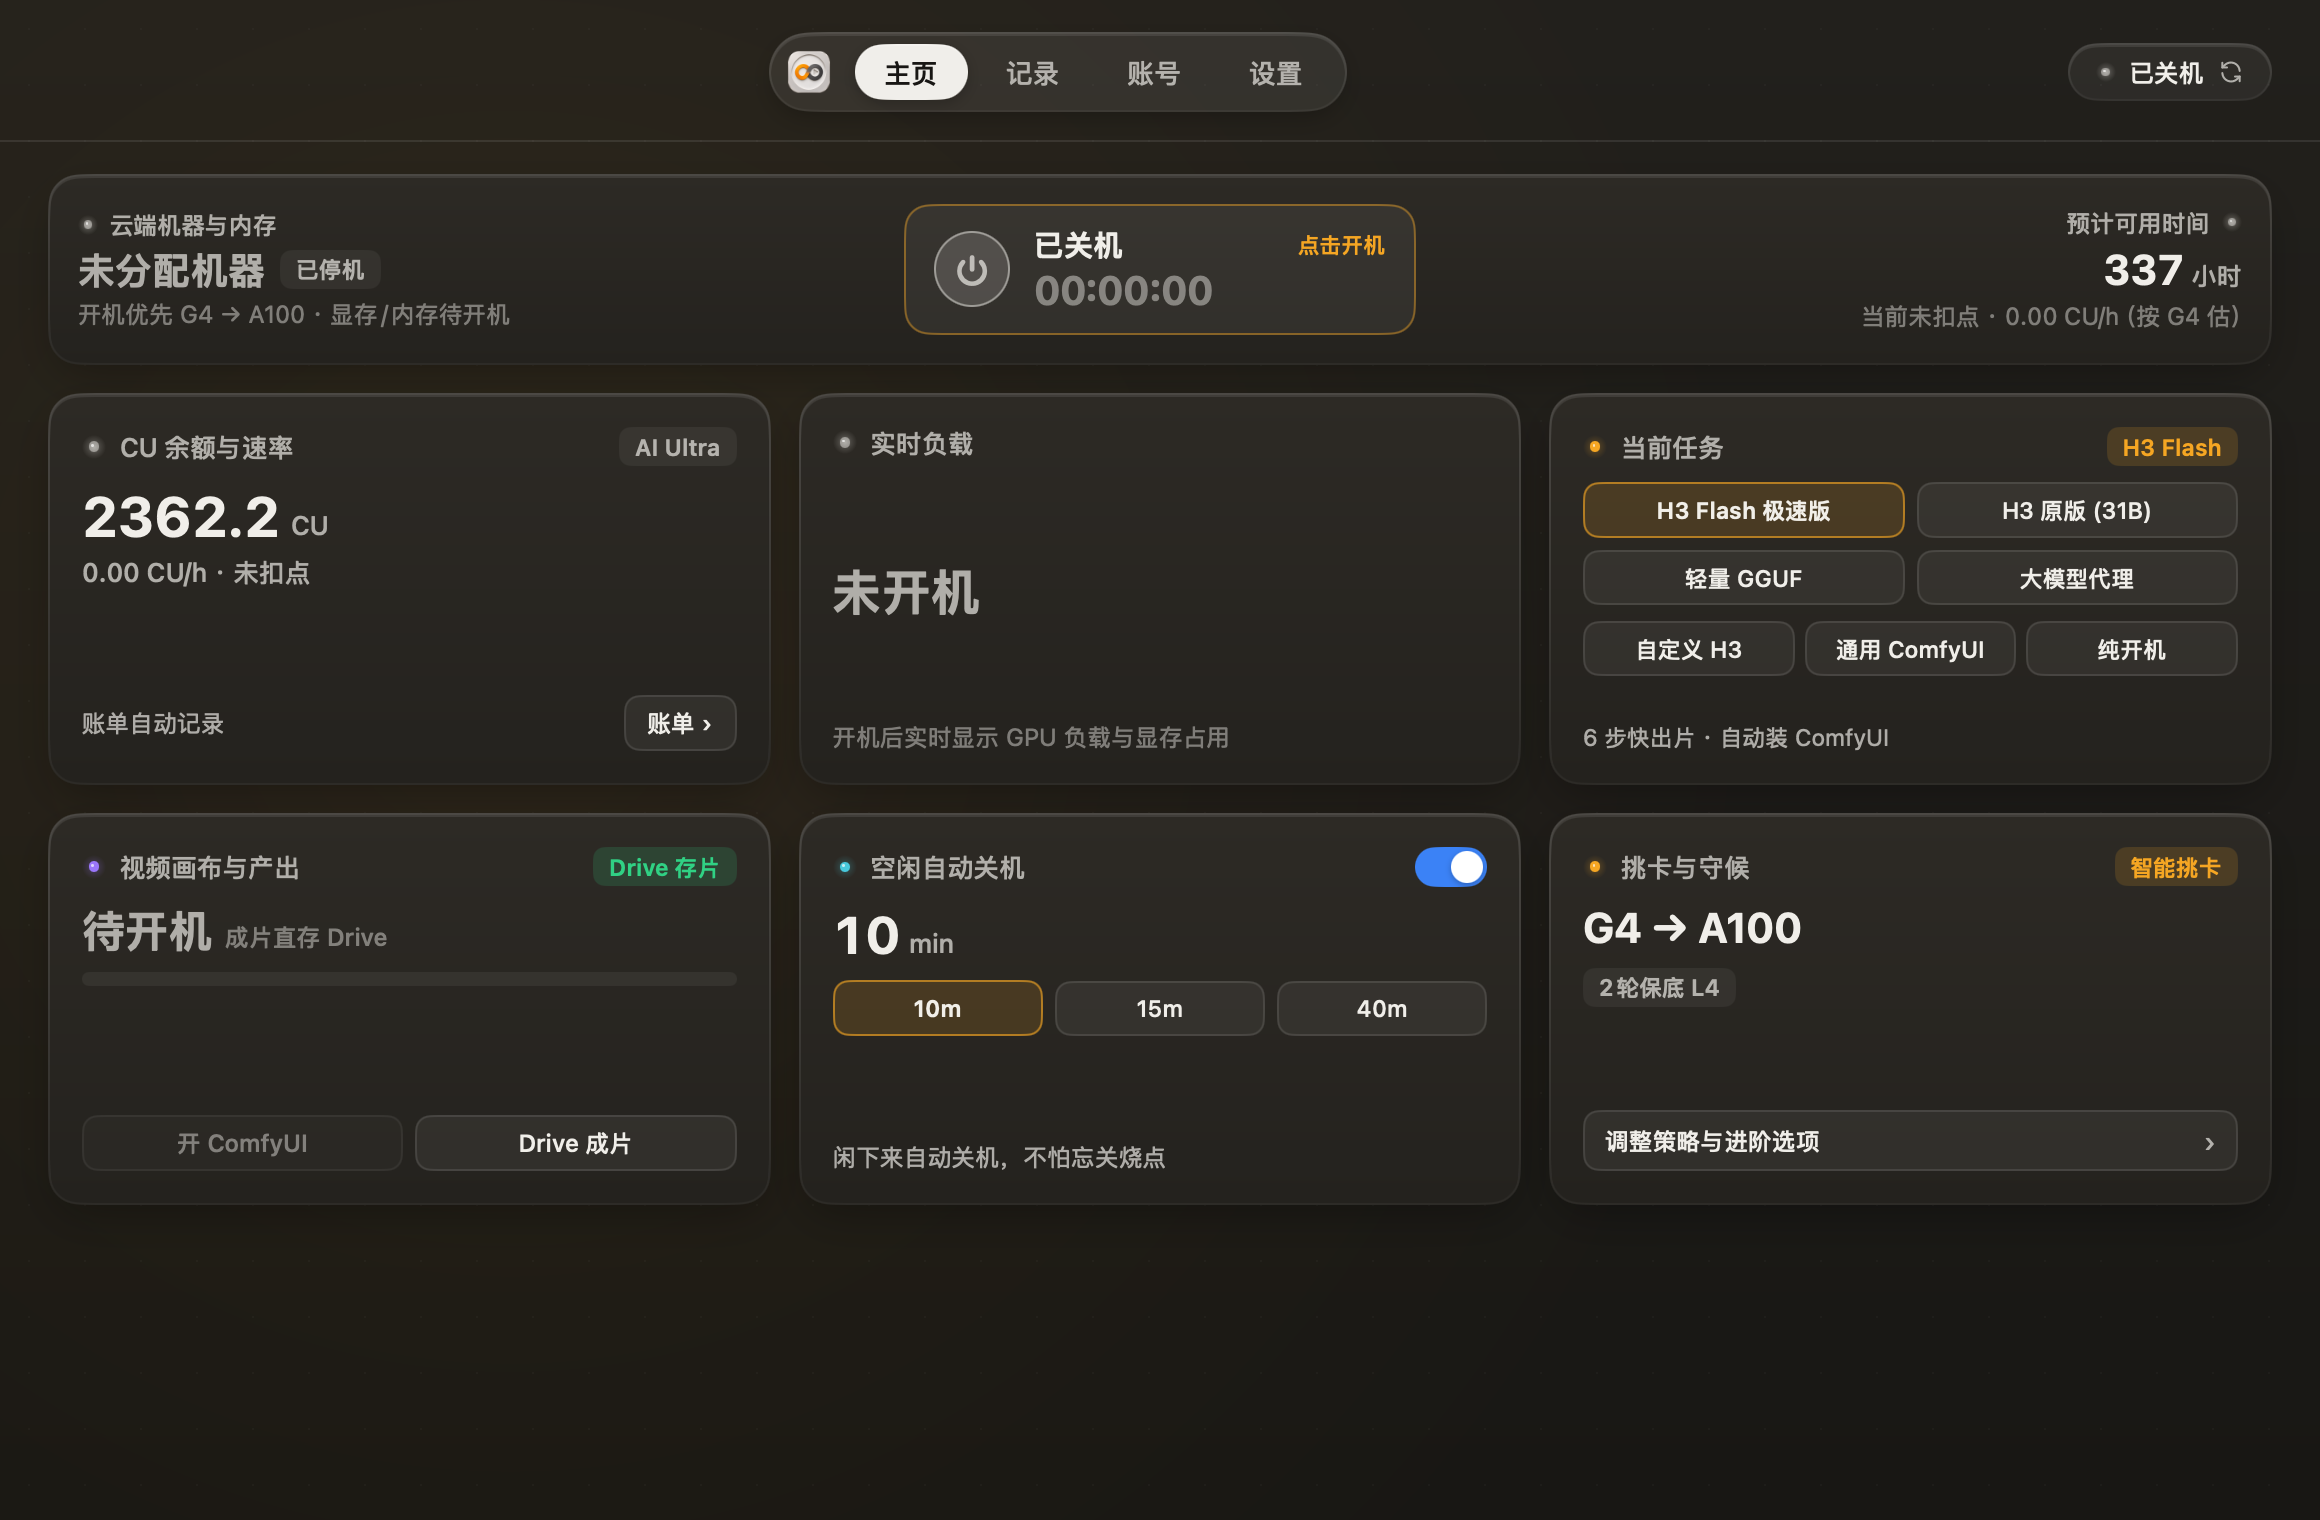 主页 记录 账号 设置
已关机
云端机器与内存
未分配机器 已停机
开机优先 G4 → A100 · 显存/内存待开机
已关机 点击开机
00:00:00
预计可用时间
337 小时
当前未扣点 · 0.00 CU/h (按 G4 估)
CU 余额与速率 AI Ultra
2362.2 CU
0.00 CU/h · 未扣点
账单自动记录 账单 ›
实时负载
未开机
开机后实时显示 GPU 负载与显存占用
当前任务 H3 Flash
H3 Flash 极速版 H3 原版 (31B)
轻量 GGUF 大模型代理
自定义 H3 通用 ComfyUI 纯开机
6 步快出片 · 自动装 ComfyUI
视频画布与产出 Drive 存片
待开机 成片直存 Drive
开 ComfyUI Drive 成片
空闲自动关机
10 min
10m 15m 40m
闲下来自动关机，不怕忘关烧点
挑卡与守候 智能挑卡
G4 → A100
2轮保底 L4
调整策略与进阶选项 ›